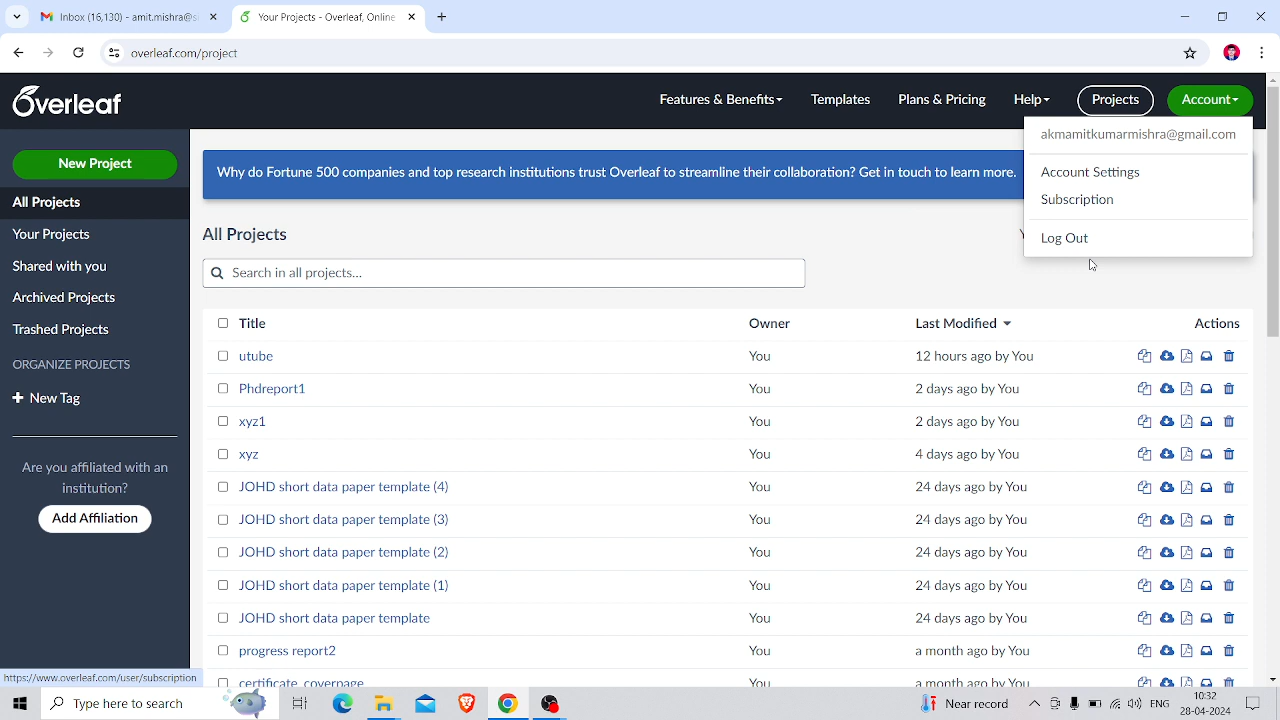 Inbox (16,130) - amit.mishra@s
Your Projects - Overleaf, Online
overleaf.com/project
Overleaf
Features & Benefits
Templates
Plans & Pricing
Help
Projects
Account
akmamitkumarmishra@gmail.com
Account Settings
Subscription
Log Out
New Project
All Projects
Your Projects
Shared with you
Archived Projects
Trashed Projects
ORGANIZE PROJECTS
New Tag
Are you affiliated with an
institution?
Add Affiliation
Why do Fortune 500 companies and top research institutions trust Overleaf to streamline their collaboration? Get in touch to learn more.
All Projects
Search in all projects...
Title Owner Last Modified Actions
utube You 12 hours ago by You
Phdreport1 You 2 days ago by You
xyz1 You 2 days ago by You
xyz You 4 days ago by You
JOHD short data paper template (4) You 24 days ago by You
JOHD short data paper template (3) You 24 days ago by You
JOHD short data paper template (2) You 24 days ago by You
JOHD short data paper template (1) You 24 days ago by You
JOHD short data paper template You 24 days ago by You
progress report2 You a month ago by You
certificate_coverpage You a month ago by You
https://www.overleaf.com/user/subscription
Type here to search
Near record
ENG
10:32
28-04-2024